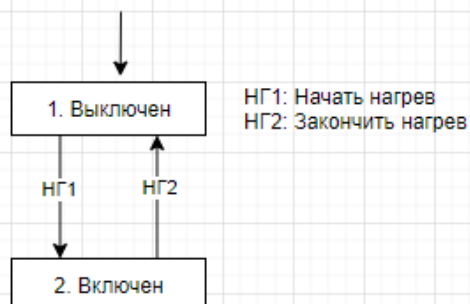 1. Выключен
НГ1: Начать нагрев
НГ2: Закончить нагрев
НГ1
НГ2
2. Включен